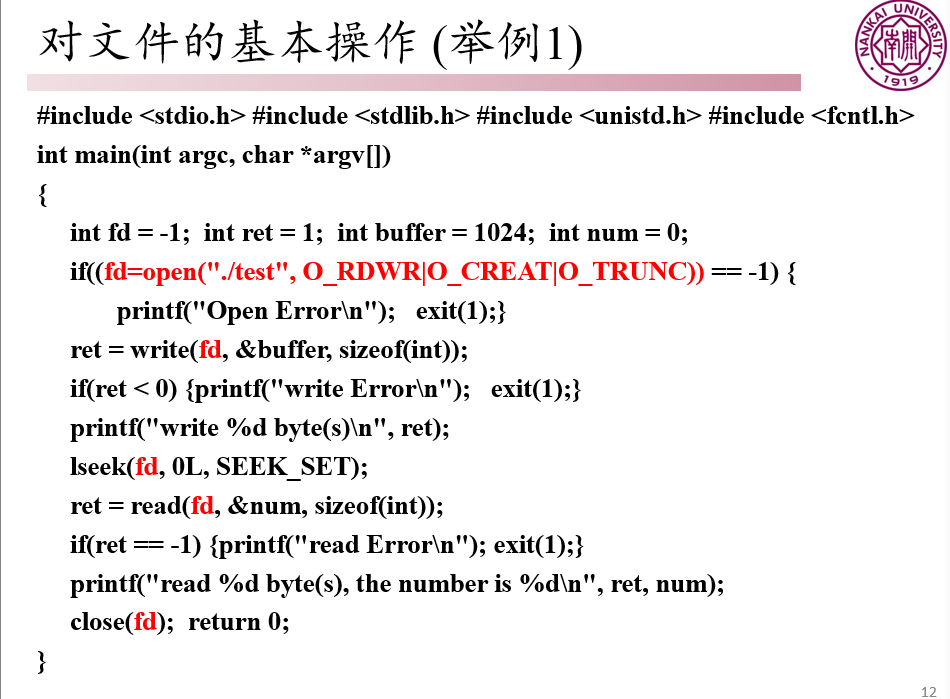 对文件的基本操作 (举例1)
NANKAI UNIVERSITY
南開
1919
#include <stdio.h> #include <stdlib.h> #include <unistd.h> #include <fcntl.h>
int main(int argc, char *argv[])
{
int fd = -1;  int ret = 1;  int buffer = 1024;  int num = 0;
if((fd=open("./test", O_RDWR|O_CREAT|O_TRUNC)) == -1) {
printf("Open Error\n");   exit(1);}
ret = write(fd, &buffer, sizeof(int));
if(ret < 0) {printf("write Error\n");   exit(1);}
printf("write %d byte(s)\n", ret);
lseek(fd, 0L, SEEK_SET);
ret = read(fd, &num, sizeof(int));
if(ret == -1) {printf("read Error\n"); exit(1);}
printf("read %d byte(s), the number is %d\n", ret, num);
close(fd);  return 0;
}
12